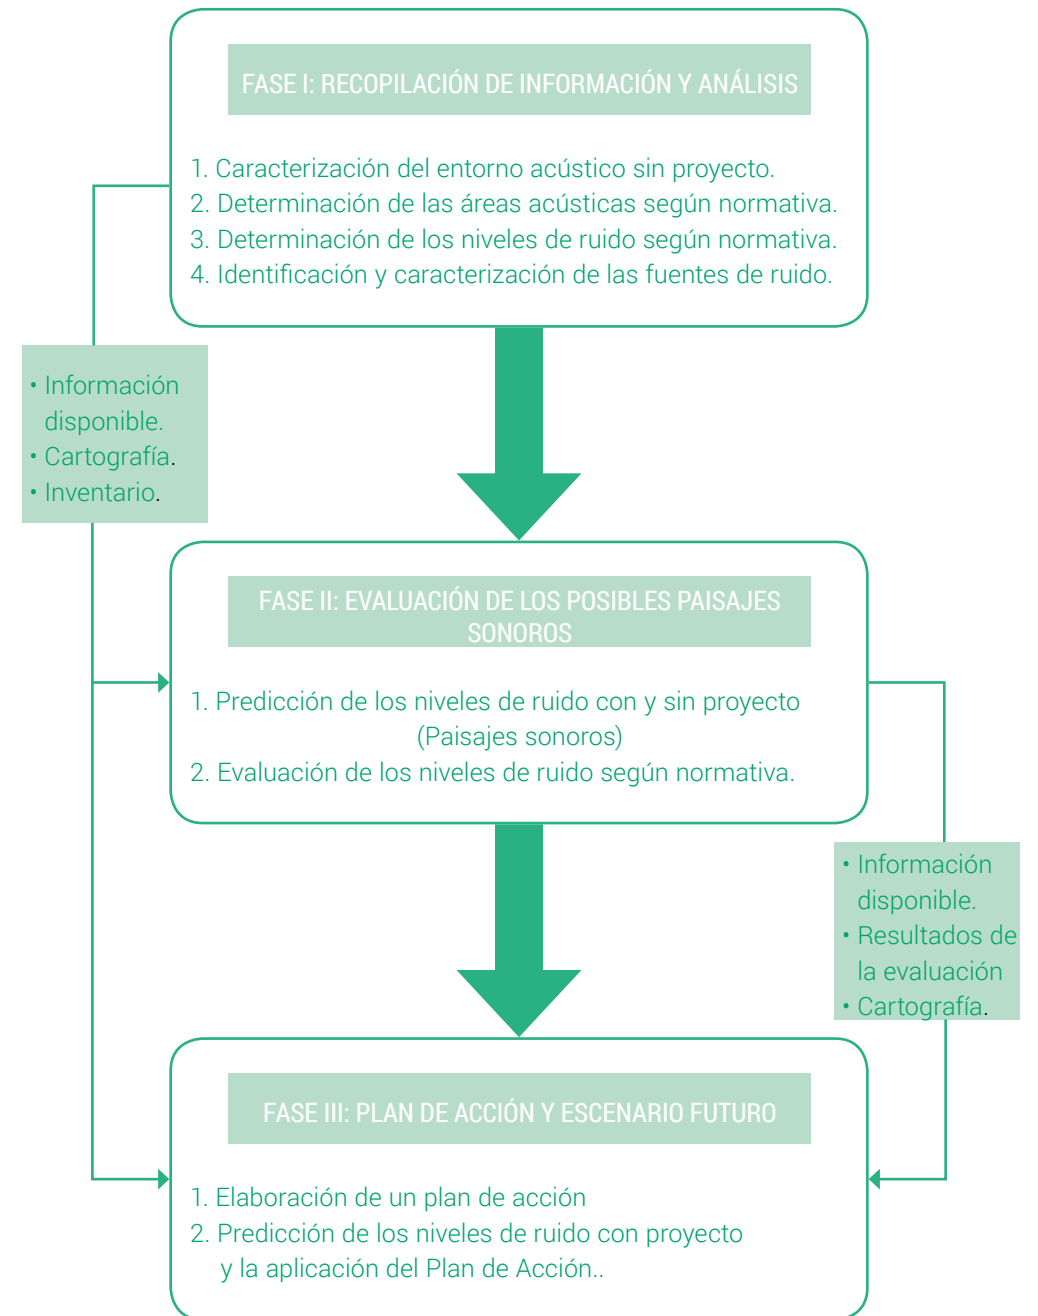 FASE I: RECOPILACIÓN DE INFORMACIÓN Y ANÁLISIS
1. Caracterización del entorno acústico sin proyecto.
2. Determinación de las áreas acústicas según normativa.
3. Determinación de los niveles de ruido según normativa.
4. Identificación y caracterización de las fuentes de ruido.
• Información
disponible.
• Cartografía.
• Inventario.
FASE II: EVALUACIÓN DE LOS POSIBLES PAISAJES
SONOROS
1. Predicción de los niveles de ruido con y sin proyecto
(Paisajes sonoros)
2. Evaluación de los niveles de ruido según normativa.
• Información
disponible.
• Resultados de
la evaluación
• Cartografía.
FASE III: PLAN DE ACCIÓN Y ESCENARIO FUTURO
1. Elaboración de un plan de acción
2. Predicción de los niveles de ruido con proyecto
y la aplicación del Plan de Acción..